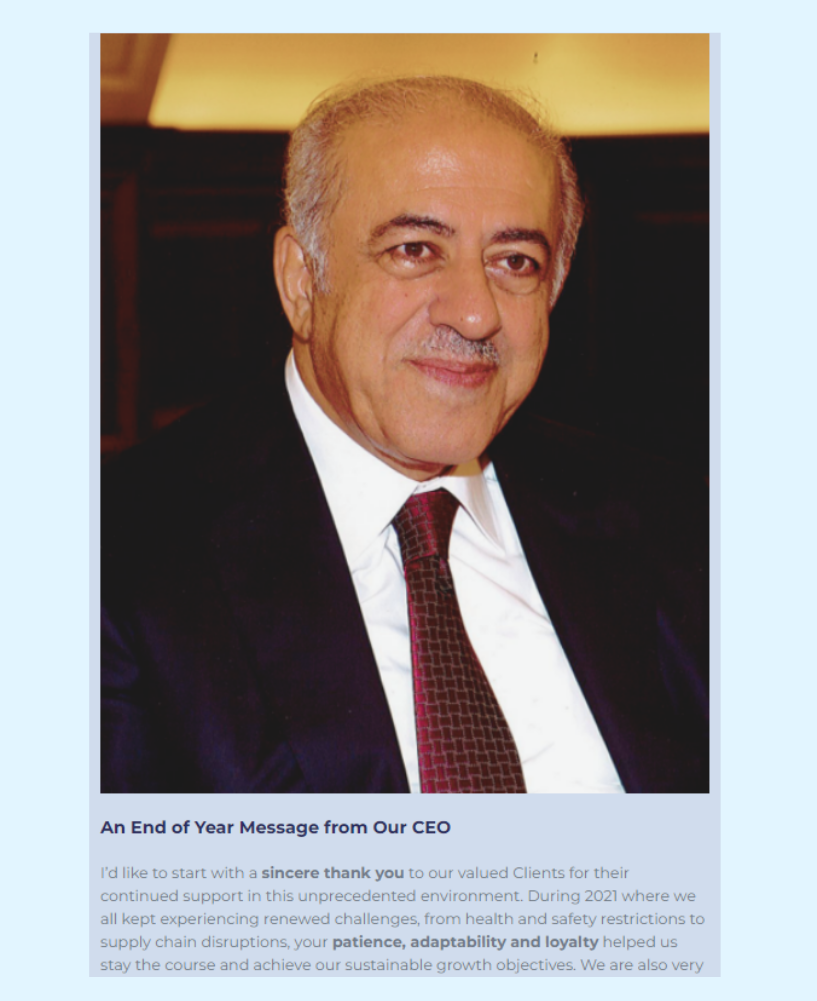 An End of Year Message from Our CEO
I’d like to start with a sincere thank you to our valued Clients for their
continued support in this unprecedented environment. During 2021 where we
all kept experiencing renewed challenges, from health and safety restrictions to
supply chain disruptions, your patience, adaptability and loyalty helped us
stay the course and achieve our sustainable growth objectives. We are also very